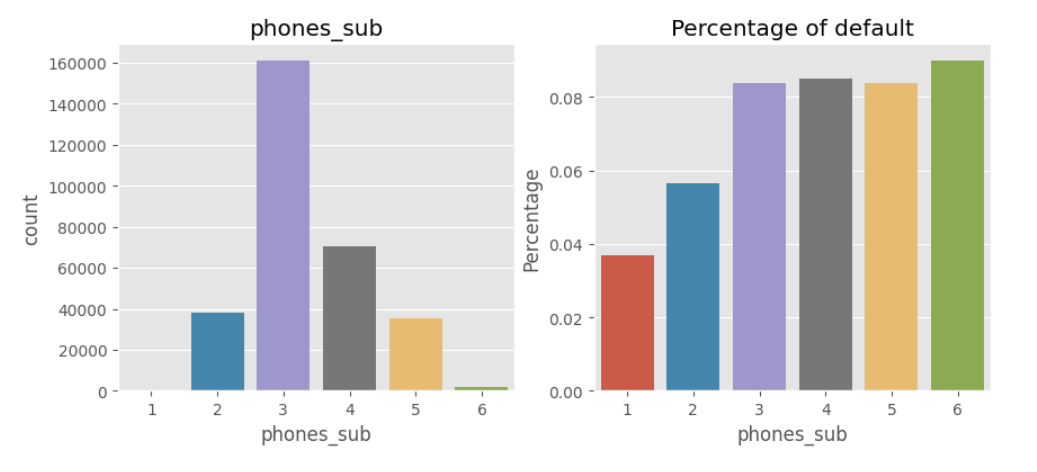 phones_sub
160000
140000
120000
100000
80000
60000
40000
20000
0
count
1 2 3 4 5 6
phones_sub
Percentage of default
0.08
0.06
0.04
0.02
0.00
Percentage
1 2 3 4 5 6
phones_sub